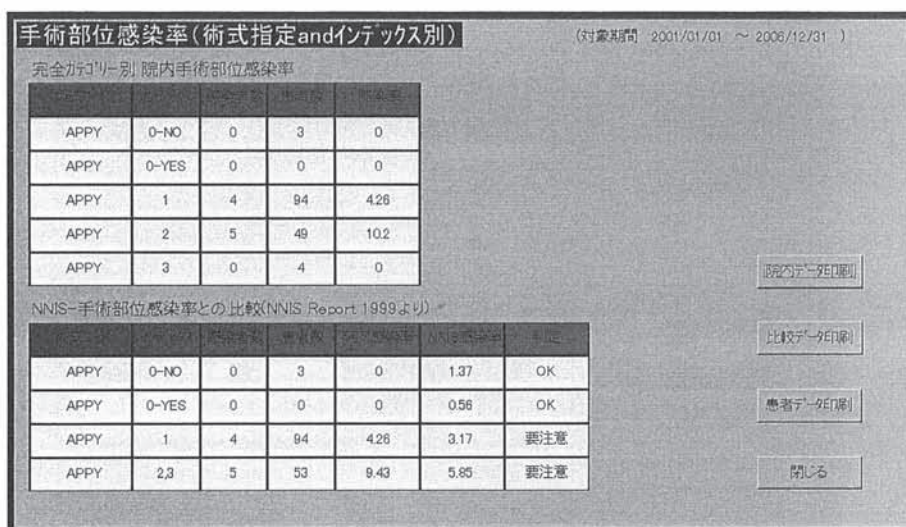 手術部位感染率(術式指定andインデックス別)
(対象期間 2001/01/01 ~ 2006/12/31 )
完全カテゴリー別 院内手術部位感染率
APPY 0-NO 0 3 0
APPY 0-YES 0 0 0
APPY 1 4 94 4.26
APPY 2 5 49 10.2
APPY 3 0 4 0
院内データ印刷
NNIS-手術部位感染率との比較(NNIS Report 1999より)
比較データ印刷
APPY 0-NO 0 3 0 1.37 OK
APPY 0-YES 0 0 0 0.56 OK
患者データ印刷
APPY 1 4 94 4.26 3.17 要注意
APPY 2,3 5 53 9.43 5.85 要注意
閉じる